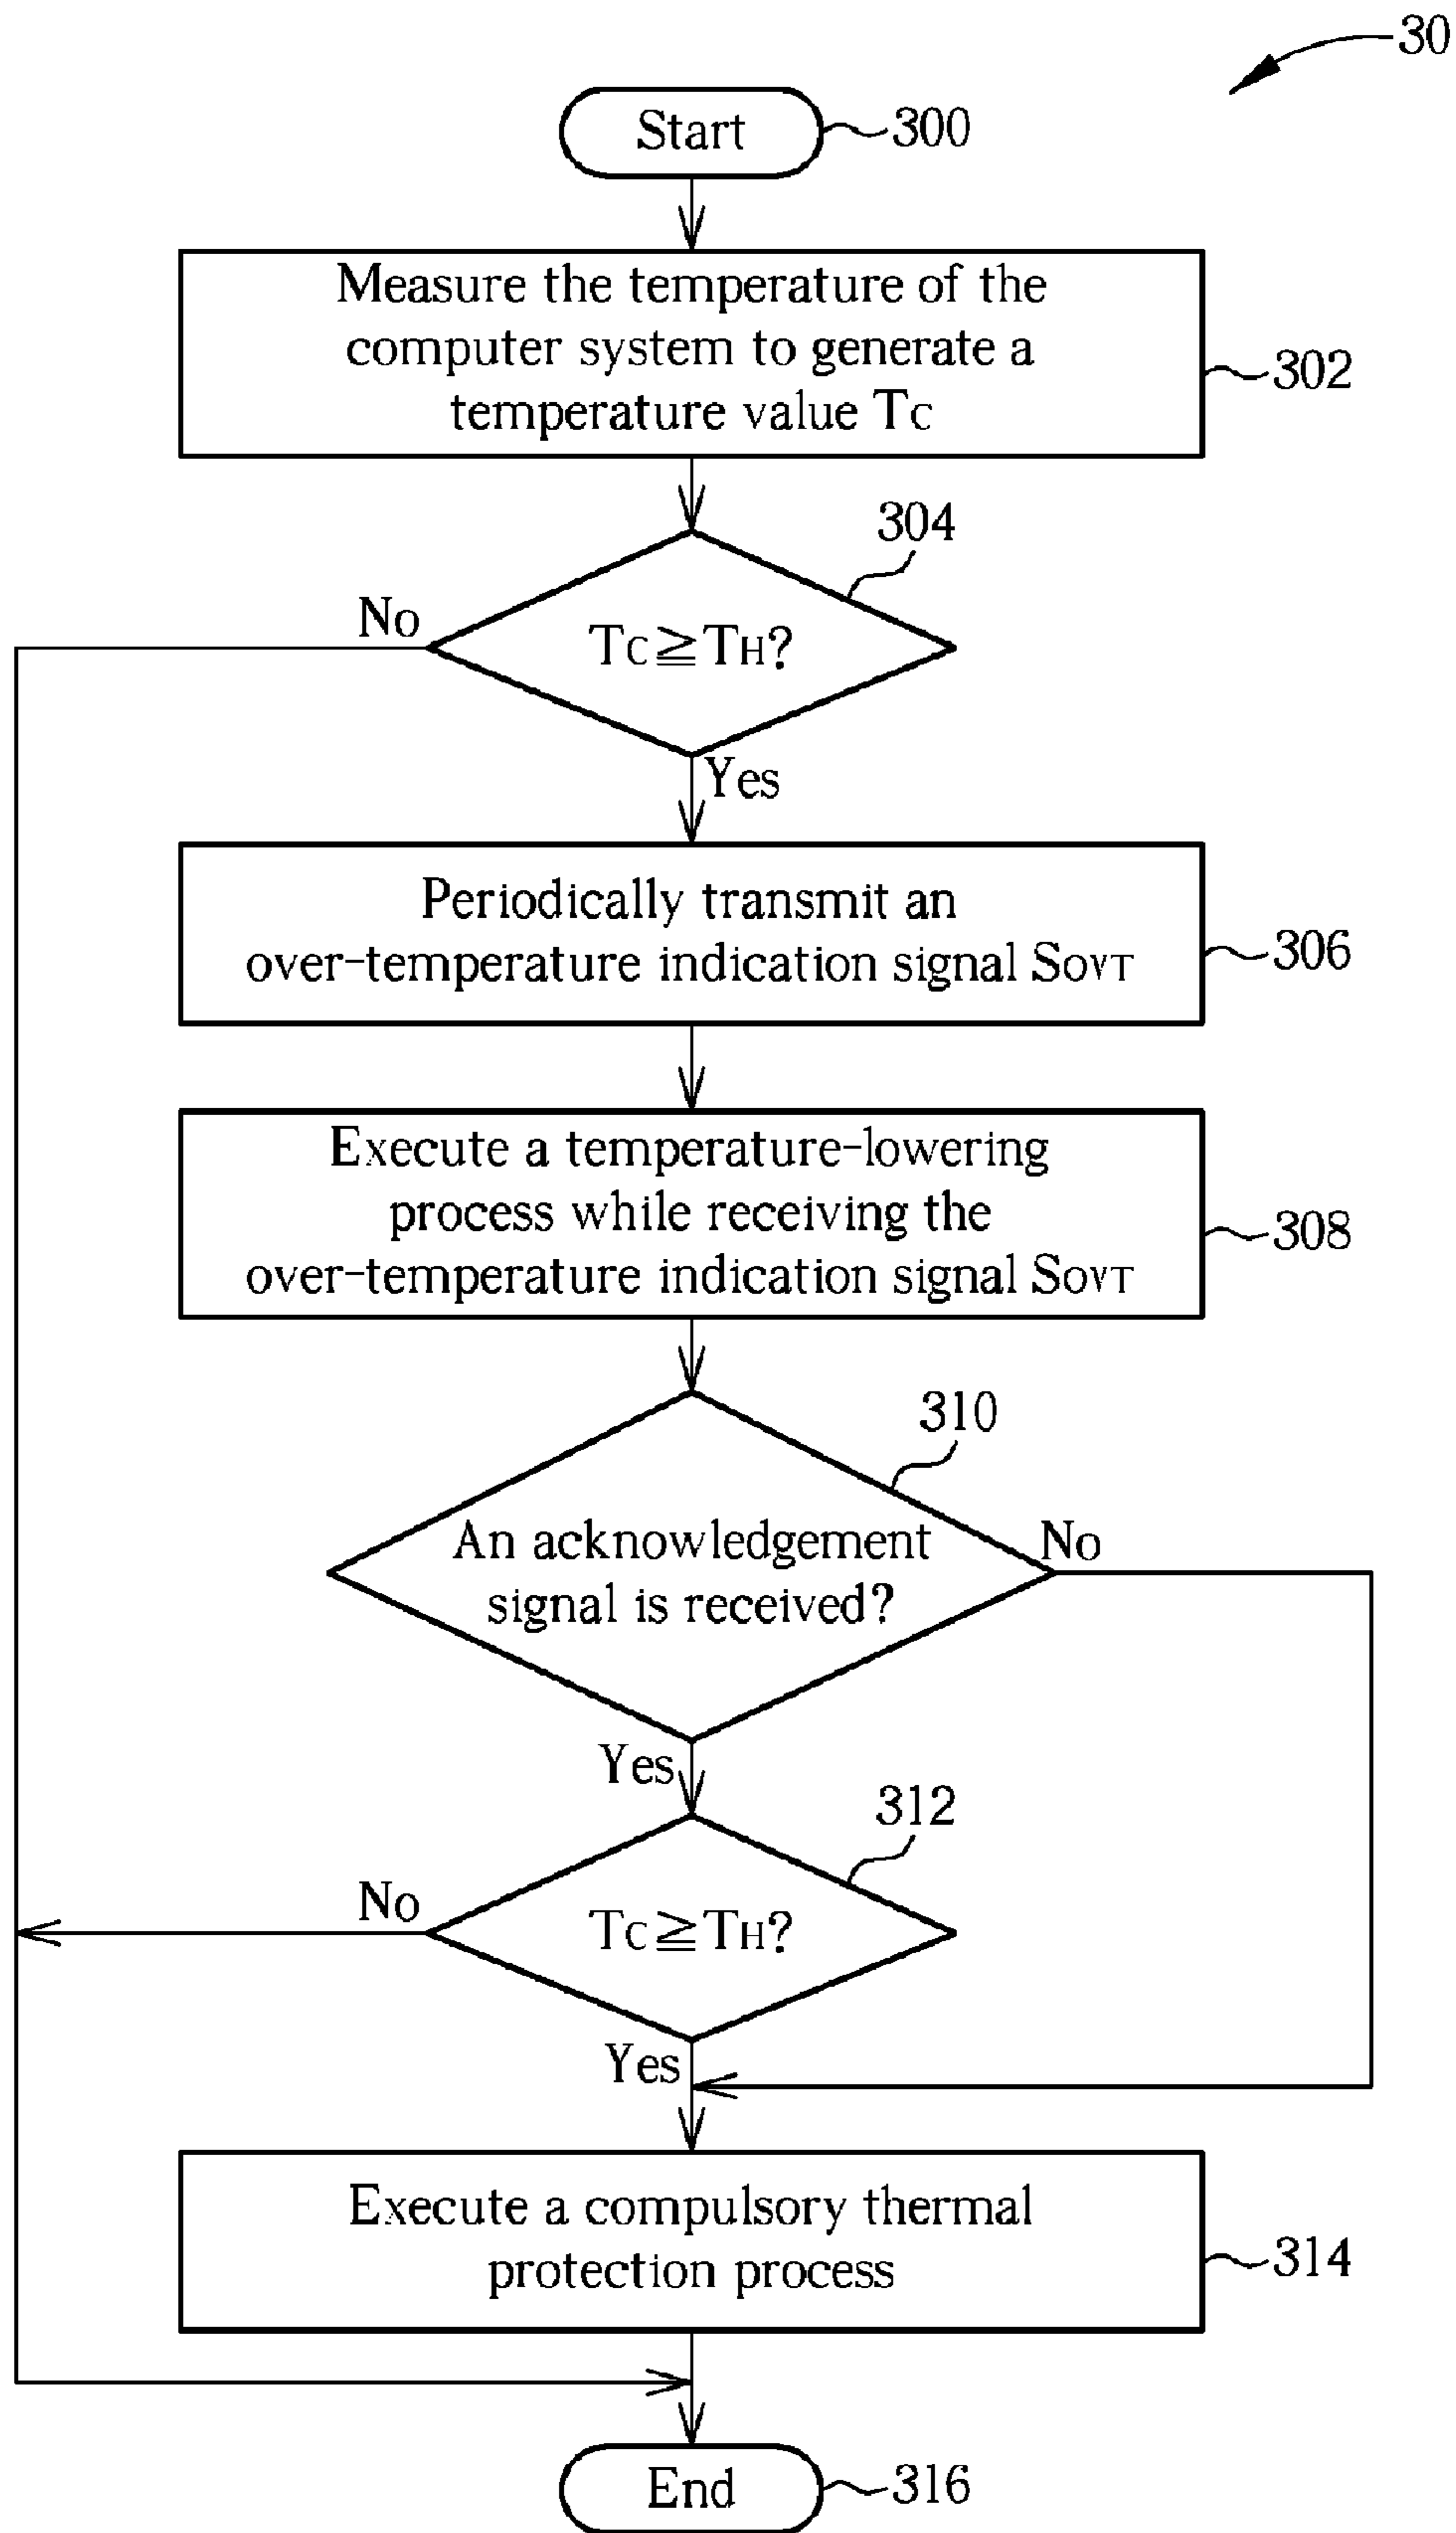 30
Start
300
Measure the temperature of the
computer system to generate a
temperature value TC
302
304
TC≧TH?
No
Yes
Periodically transmit an
over-temperature indication signal SOVT
306
Execute a temperature-lowering
process while receiving the
over-temperature indication signal SOVT
308
310
An acknowledgement
signal is received?
No
Yes
312
TC≧TH?
No
Yes
Execute a compulsory thermal
protection process
314
End
316